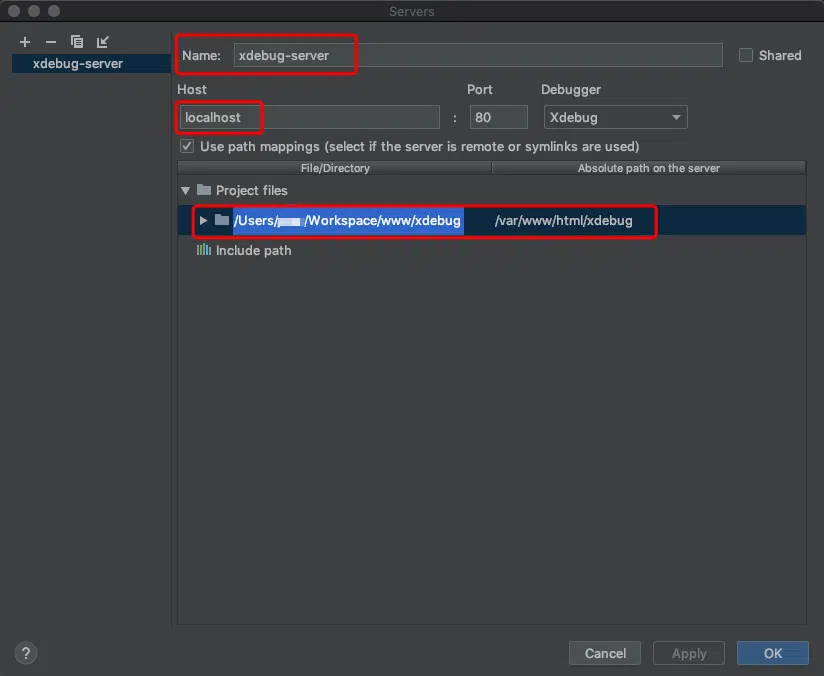 Servers
xdebug-server
Name: xdebug-server
Shared
Host Port Debugger
localhost : 80 Xdebug
Use path mappings (select if the server is remote or symlinks are used)
File/Directory Absolute path on the server
Project files
/Users/ /Workspace/www/xdebug /var/www/html/xdebug
Include path
? Cancel Apply OK